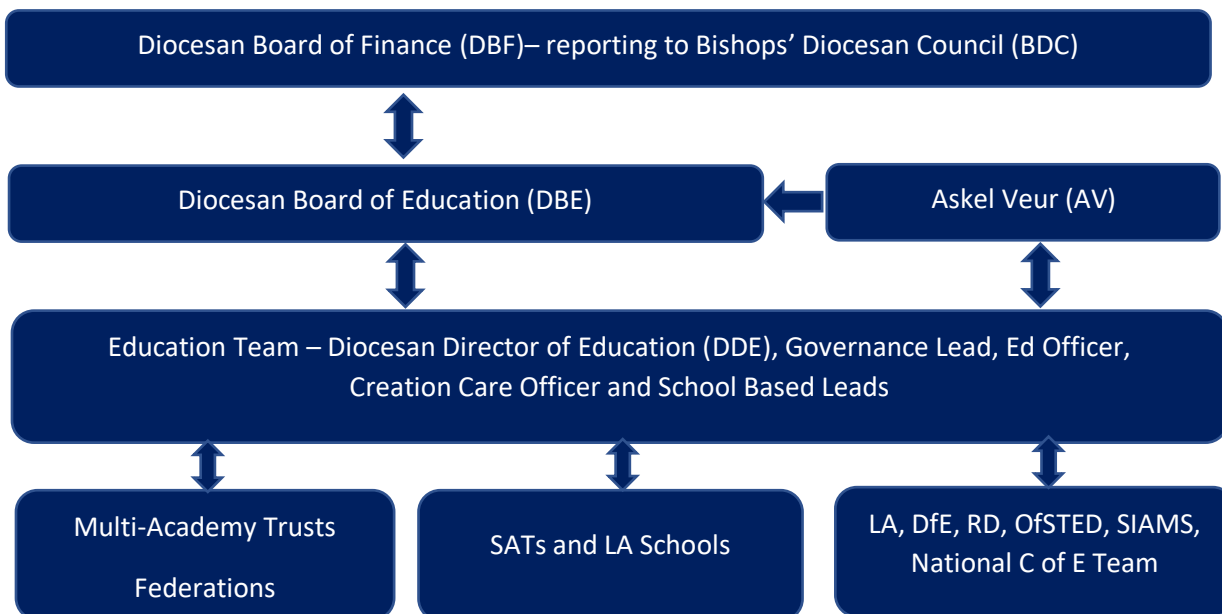 Diocesan Board of Finance (DBF)– reporting to Bishops’ Diocesan Council (BDC)
Diocesan Board of Education (DBE)
Askel Veur (AV)
Education Team – Diocesan Director of Education (DDE), Governance Lead, Ed Officer,
Creation Care Officer and School Based Leads
Multi-Academy Trusts
Federations
SATs and LA Schools
LA, DfE, RD, OfSTED, SIAMS,
National C of E Team